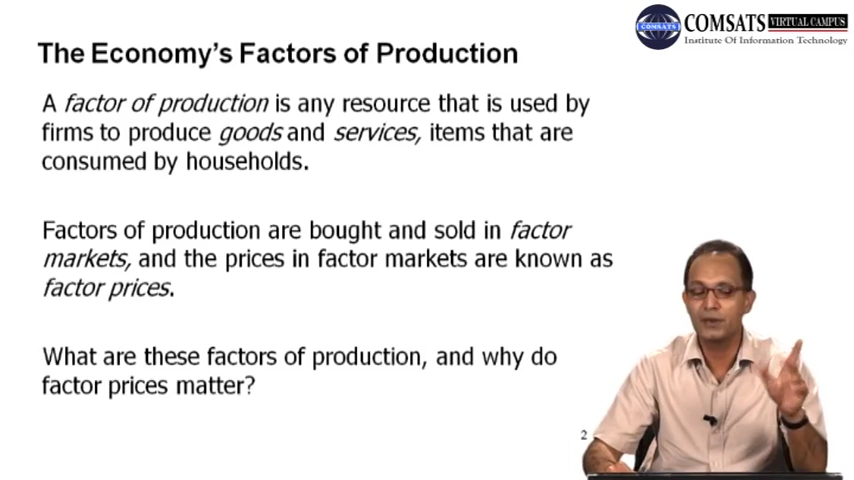 COMSATS VIRTUAL CAMPUS
Institute Of Information Technology
The Economy's Factors of Production
A factor of production is any resource that is used by
firms to produce goods and services, items that are
consumed by households.
Factors of production are bought and sold in factor
markets, and the prices in factor markets are known as
factor prices.
What are these factors of production, and why do
factor prices matter?
2